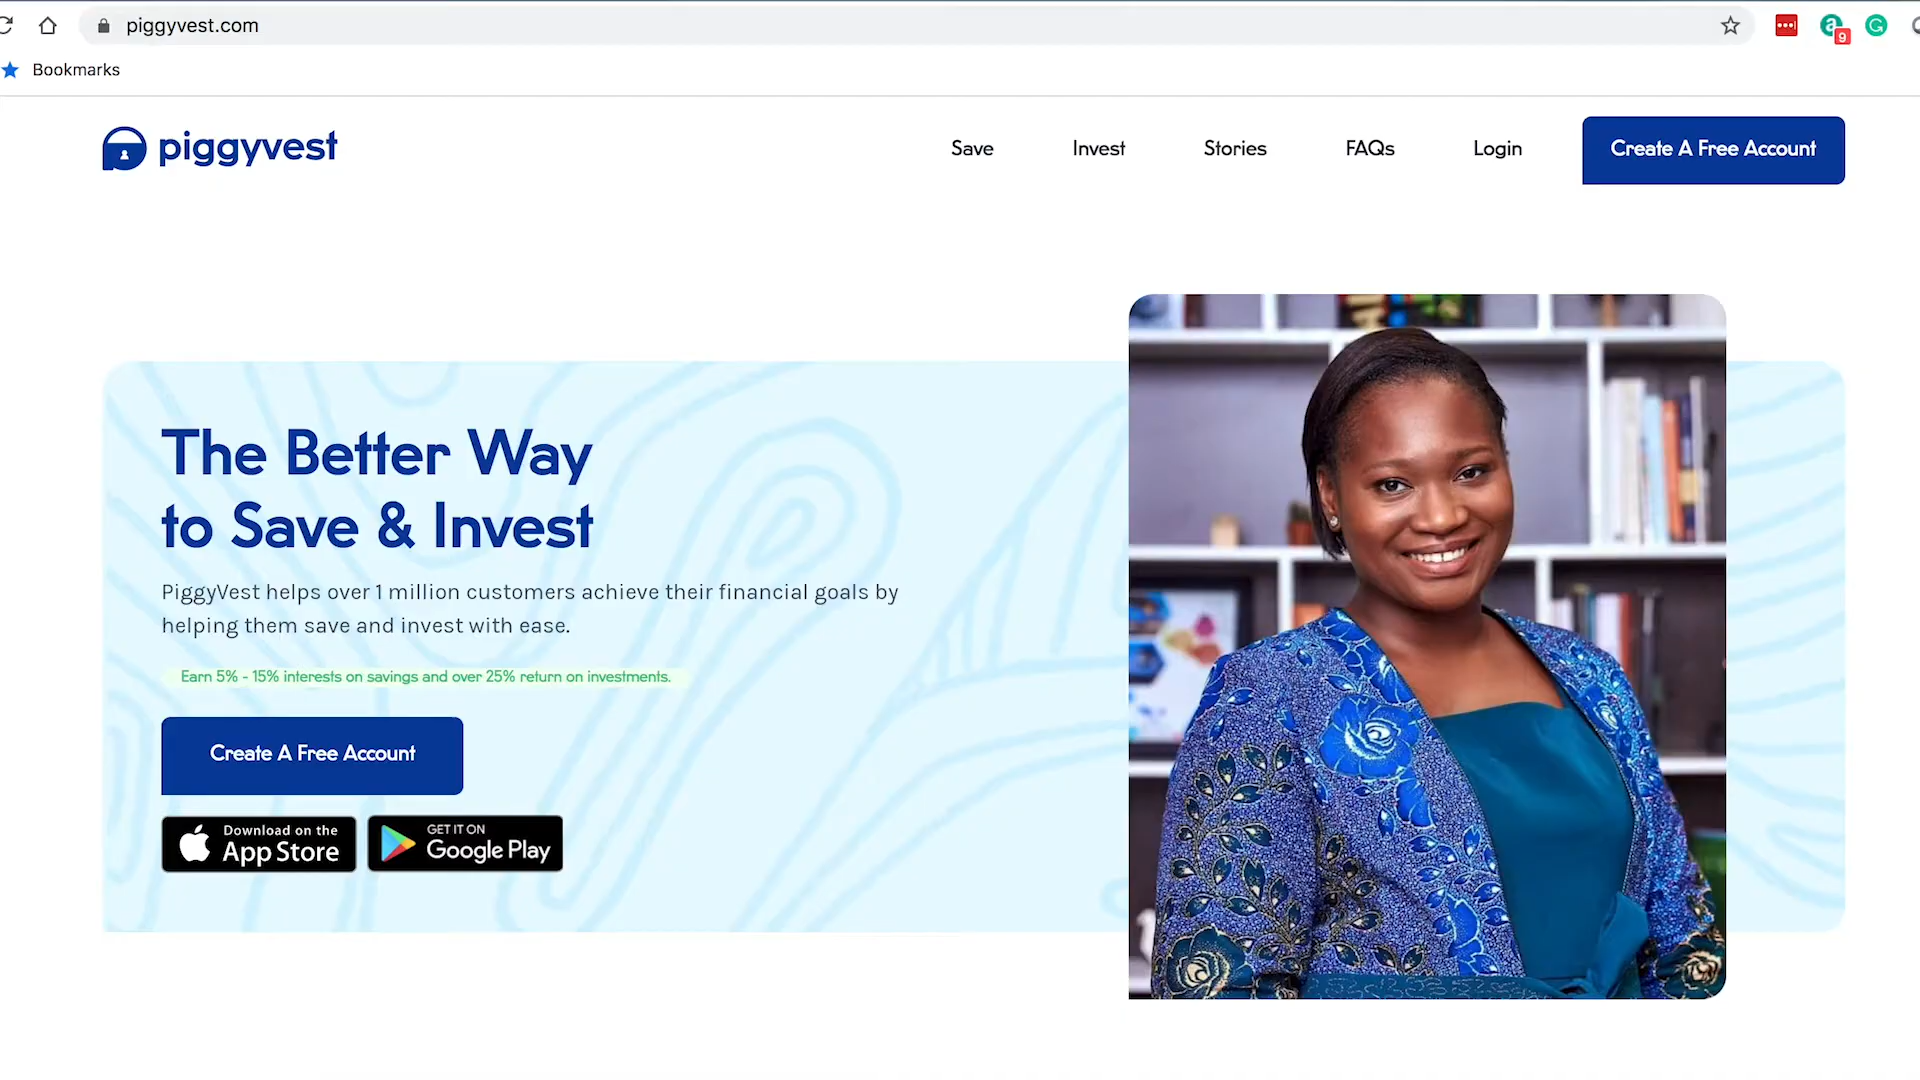 piggyvest.com
9
Bookmarks
piggyvest
Save
Invest
Stories
FAQs
Login
Create A Free Account
The Better Way
to Save & Invest
PiggyVest helps over 1 million customers achieve their financial goals by
helping them save and invest with ease.
Earn 5% - 15% interests on savings and over 25% return on investments.
Create A Free Account
Download on the
App Store
GET IT ON
Google Play